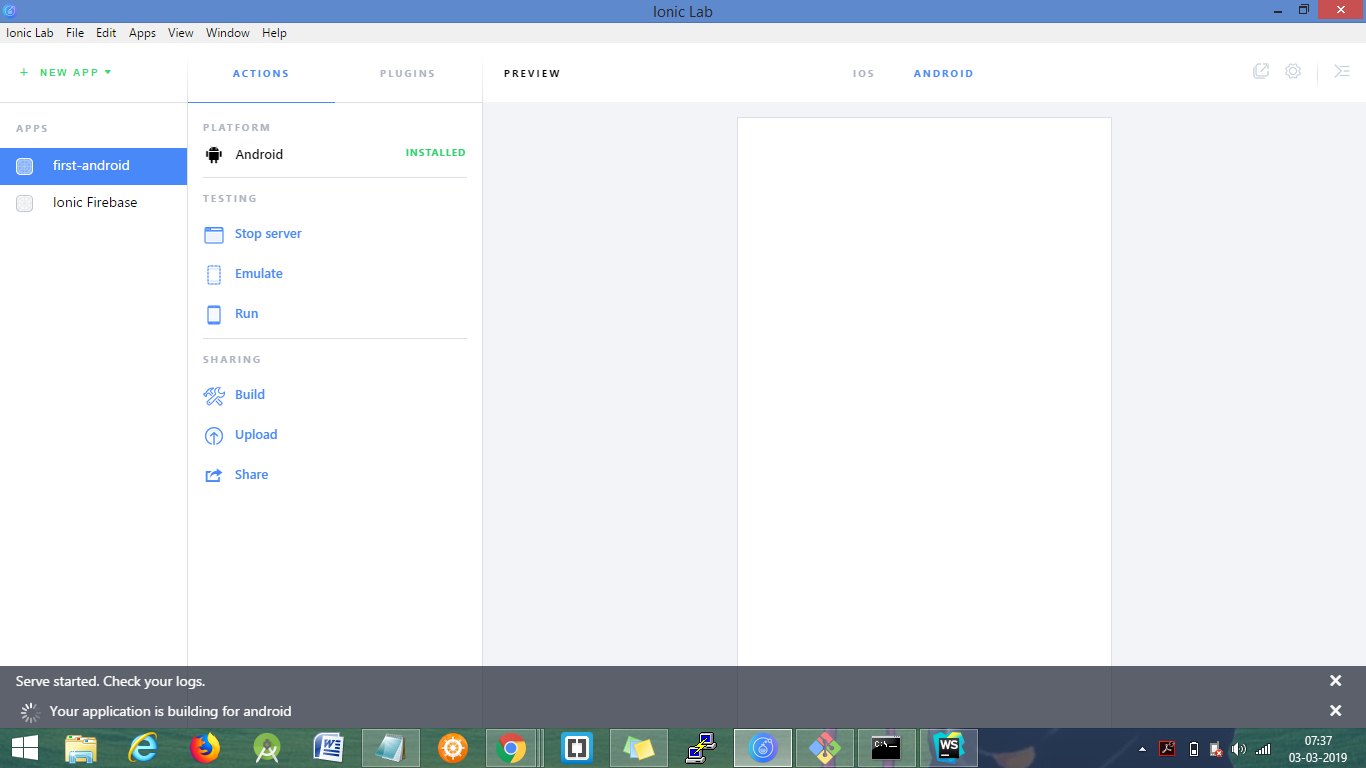 Ionic Lab
Ionic Lab File Edit Apps View Window Help
+ NEW APP
ACTIONS PLUGINS
PREVIEW
IOS ANDROID
APPS
first-android
Ionic Firebase
PLATFORM
Android INSTALLED
TESTING
Stop server
Emulate
Run
SHARING
Build
Upload
Share
Serve started. Check your logs.
Your application is building for android
C:\
WS
07:37
03-03-2019